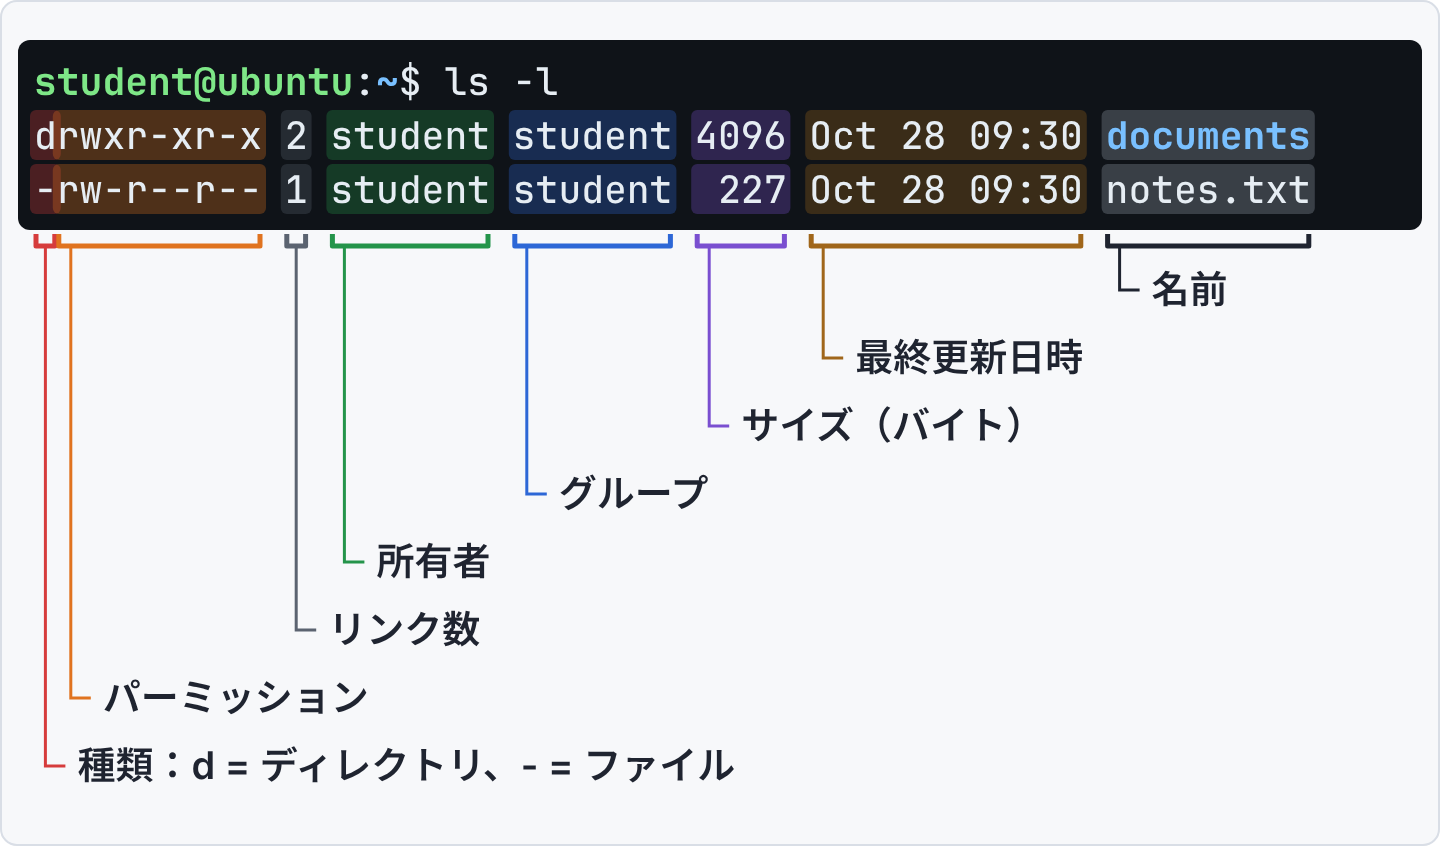 student@ubuntu:~$ ls -l
drwxr-xr-x 2 student student 4096 Oct 28 09:30 documents
-rw-r--r-- 1 student student 227 Oct 28 09:30 notes.txt
名前
最終更新日時
サイズ（バイト）
グループ
所有者
リンク数
パーミッション
種類：d = ディレクトリ、- = ファイル